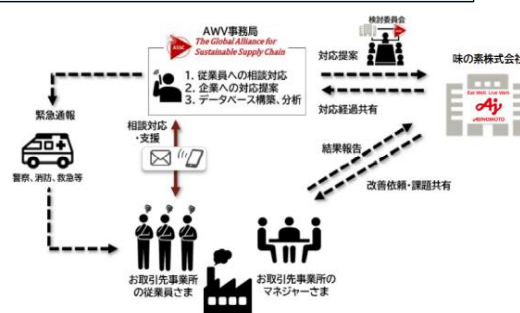 AWV事務局
ASSC
The Global Alliance for
Sustainable Supply Chain
1. 従業員への相談対応
2. 企業への対応提案
3. データベース構築、分析
検討委員会
対応提案
対応経過共有
味の素株式会社
Eat Well, Live Well.
AJINOMOTO
緊急通報
警察、消防、救急等
相談対応
・支援
結果報告
改善依頼・課題共有
お取引先事業所
の従業員さま
お取引先事業所の
マネジャーさま